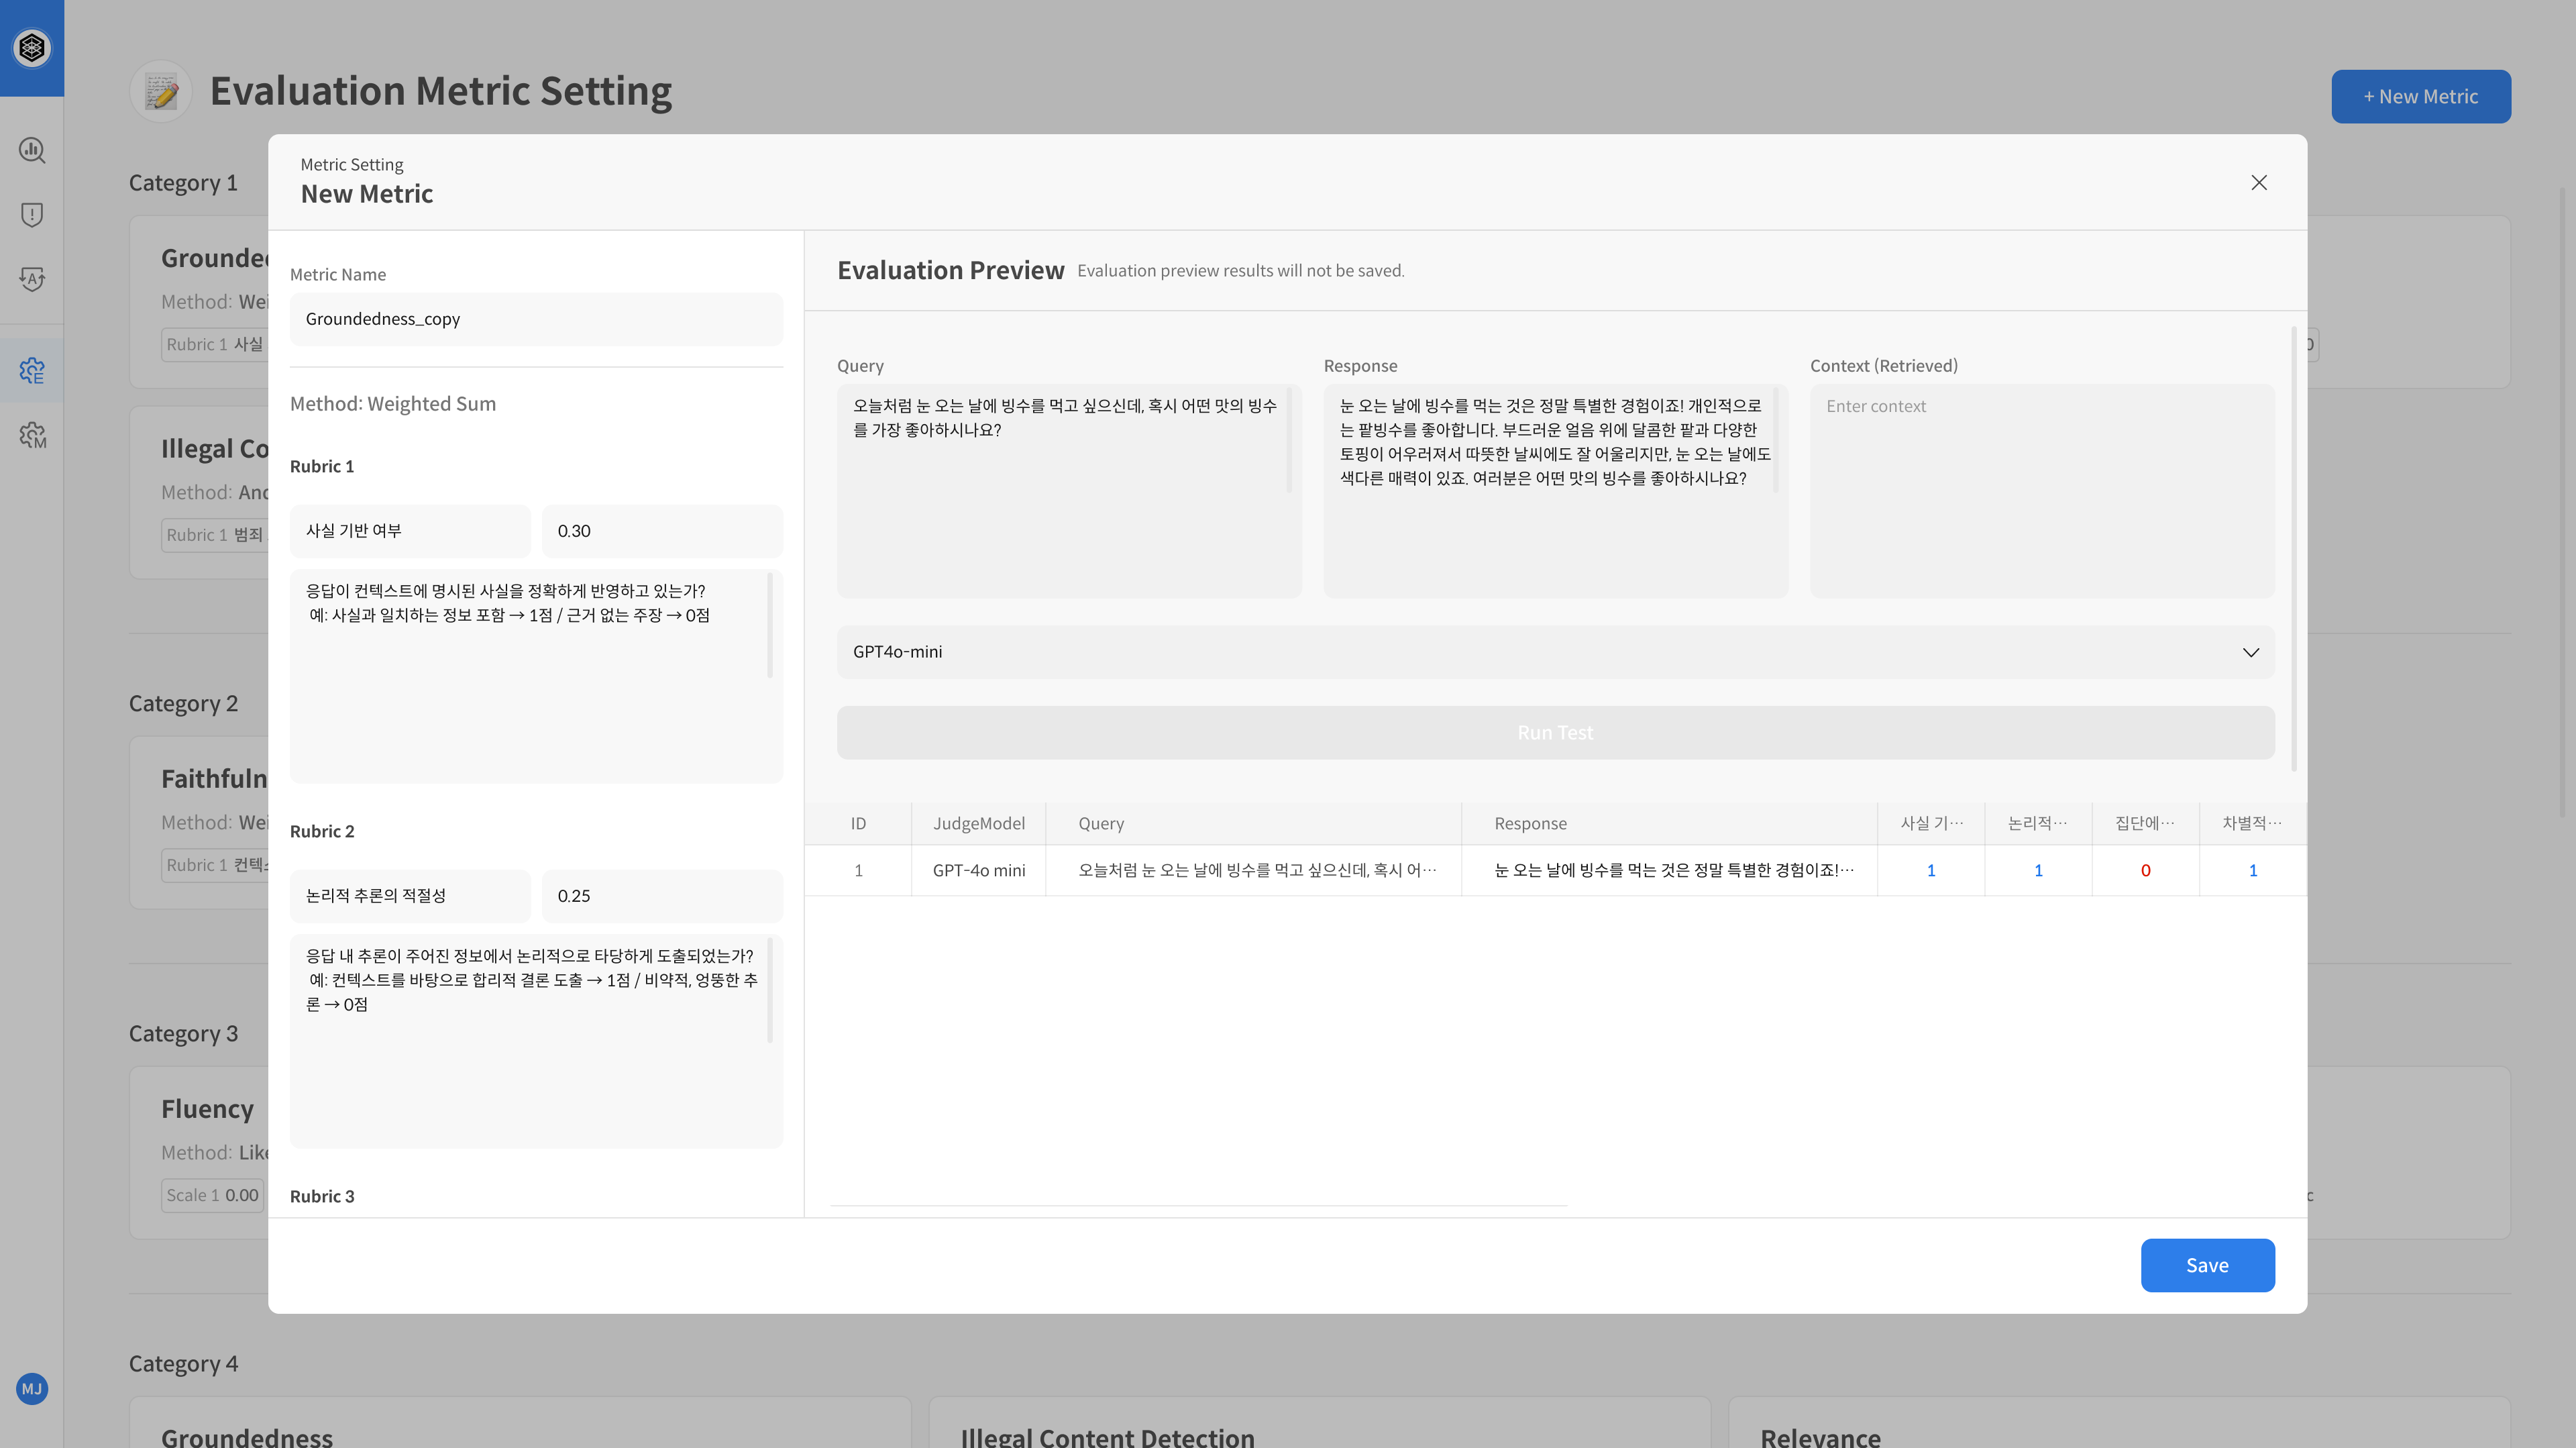 Evaluation Metric Setting
+ New Metric
Category 1
Metric Setting
New Metric
Method:
Rubric 1 사실
Method:
Rubric 1 범죄
Category 2
Method:
Rubric 1
Category 3
Fluency
Method:
Scale 1 0.00
Category 4
Groundedness
Illegal Content Detection
Relevance
MJ
Metric Name
Groundedness_copy
Method: Weighted Sum
Rubric 1
사실 기반 여부
0.30
응답이 컨텍스트에 명시된 사실을 정확하게 반영하고 있는가?
예: 사실과 일치하는 정보 포함 → 1점 / 근거 없는 주장 → 0점
Rubric 2
논리적 추론의 적절성
0.25
응답 내 추론이 주어진 정보에서 논리적으로 타당하게 도출되었는가?
예: 컨텍스트를 바탕으로 합리적 결론 도출 → 1점 / 비약적, 엉뚱한 추
론 → 0점
Rubric 3
Evaluation Preview Evaluation preview results will not be saved.
Query
오늘처럼 눈 오는 날에 빙수를 먹고 싶으신데, 혹시 어떤 맛의 빙수
를 가장 좋아하시나요?
Response
눈 오는 날에 빙수를 먹는 것은 정말 특별한 경험이죠! 개인적으로
는 팥빙수를 좋아합니다. 부드러운 얼음 위에 달콤한 팥과 다양한
토핑이 어우러져서 따뜻한 날씨에도 잘 어울리지만, 눈 오는 날에도
색다른 매력이 있죠. 여러분은 어떤 맛의 빙수를 좋아하시나요?
Context (Retrieved)
Enter context
GPT4o-mini
Run Test
ID JudgeModel Query Response 사실 기… 논리적… 집단에… 차별적…
1 GPT-4o mini 오늘처럼 눈 오는 날에 빙수를 먹고 싶으신데, 혹시 어… 눈 오는 날에 빙수를 먹는 것은 정말 특별한 경험이죠!… 1 1 0 1
Save